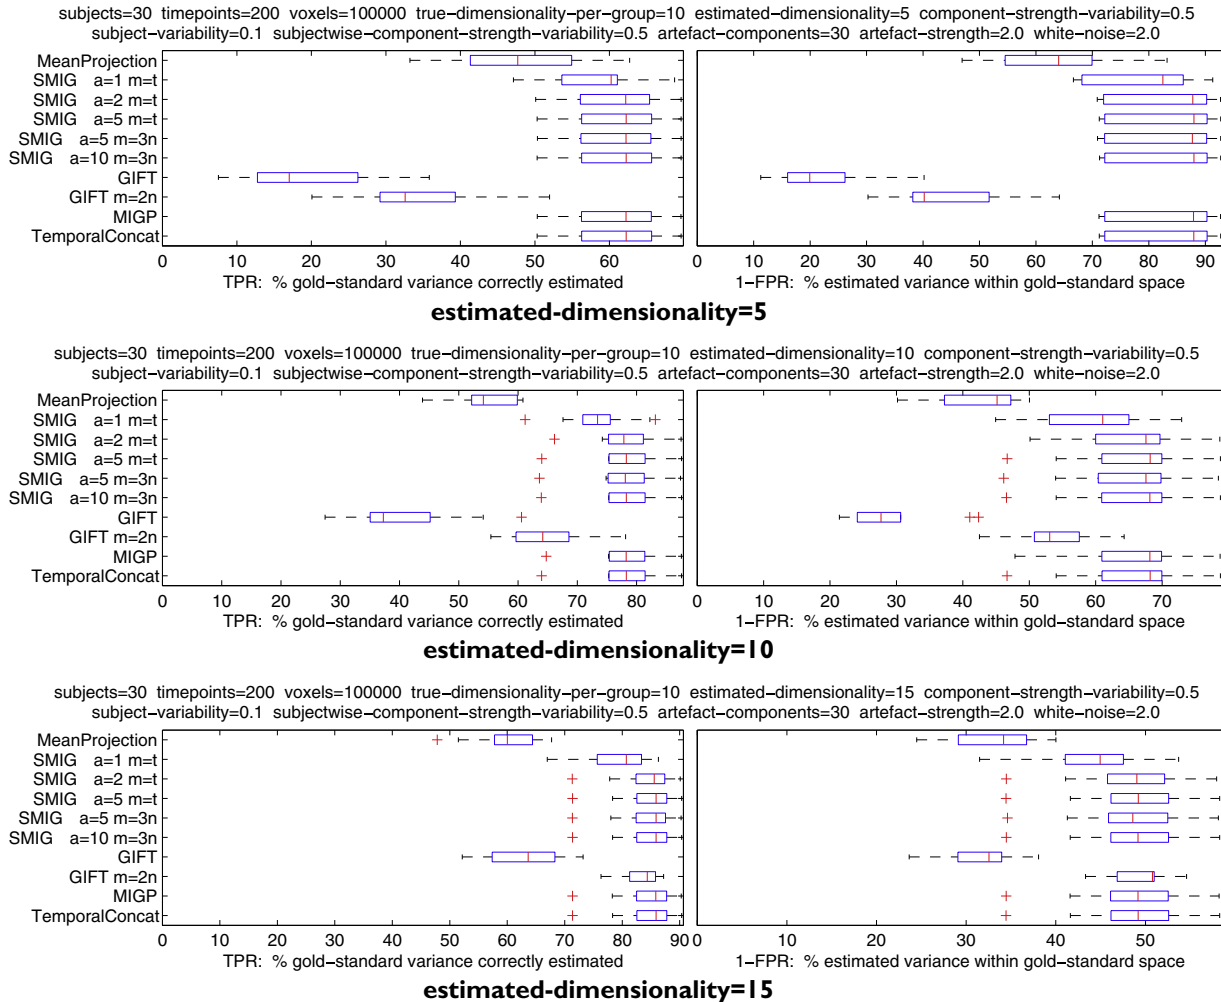 subjects=30 timepoints=200 voxels=100000 true−dimensionality−per−group=10 estimated−dimensionality=5 component−strength−variability=0.5
subject−variability=0.1 subjectwise−component−strength−variability=0.5 artefact−components=30 artefact−strength=2.0 white−noise=2.0
MeanProjection
SMIG a=1 m=t
SMIG a=2 m=t
SMIG a=5 m=t
SMIG a=5 m=3n
SMIG a=10 m=3n
GIFT
GIFT m=2n
MIGP
TemporalConcat
0 10 20 30 40 50 60
TPR: % gold−standard variance correctly estimated
0 10 20 30 40 50 60 70 80 90
1−FPR: % estimated variance within gold−standard space
estimated-dimensionality=5
subjects=30 timepoints=200 voxels=100000 true−dimensionality−per−group=10 estimated−dimensionality=10 component−strength−variability=0.5
subject−variability=0.1 subjectwise−component−strength−variability=0.5 artefact−components=30 artefact−strength=2.0 white−noise=2.0
MeanProjection
SMIG a=1 m=t
SMIG a=2 m=t
SMIG a=5 m=t
SMIG a=5 m=3n
SMIG a=10 m=3n
GIFT
GIFT m=2n
MIGP
TemporalConcat
0 10 20 30 40 50 60 70 80
TPR: % gold−standard variance correctly estimated
0 10 20 30 40 50 60 70
1−FPR: % estimated variance within gold−standard space
estimated-dimensionality=10
subjects=30 timepoints=200 voxels=100000 true−dimensionality−per−group=10 estimated−dimensionality=15 component−strength−variability=0.5
subject−variability=0.1 subjectwise−component−strength−variability=0.5 artefact−components=30 artefact−strength=2.0 white−noise=2.0
MeanProjection
SMIG a=1 m=t
SMIG a=2 m=t
SMIG a=5 m=t
SMIG a=5 m=3n
SMIG a=10 m=3n
GIFT
GIFT m=2n
MIGP
TemporalConcat
0 10 20 30 40 50 60 70 80 90
TPR: % gold−standard variance correctly estimated
0 10 20 30 40 50
1−FPR: % estimated variance within gold−standard space
estimated-dimensionality=15